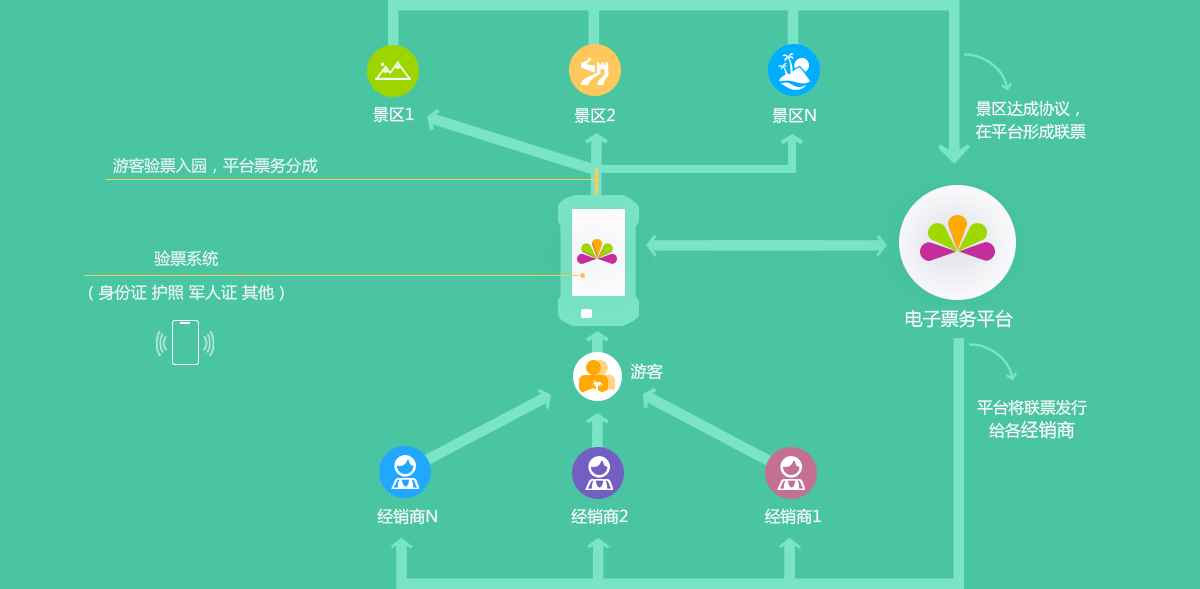 景区1
景区2
景区N
景区达成协议，
在平台形成联票
游客验票入园，平台票务分成
验票系统
（身份证 护照 军人证 其他）
电子票务平台
游客
平台将联票发行
给各经销商
经销商N
经销商2
经销商1